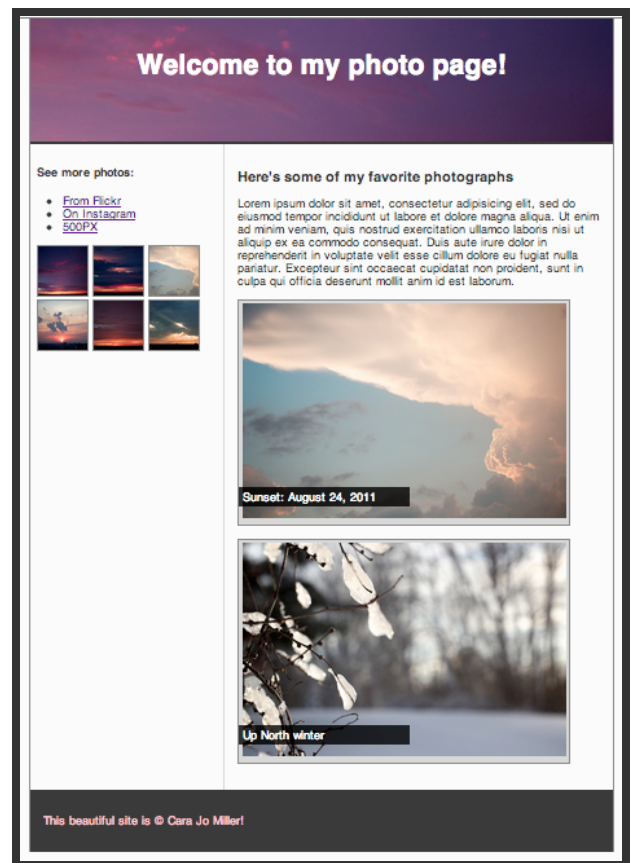 Welcome to my photo page!
See more photos:
From Flickr
On Instagram
500PX
Here's some of my favorite photographs
Lorem ipsum dolor sit amet, consectetur adipisicing elit, sed do
eiusmod tempor incididunt ut labore et dolore magna aliqua. Ut enim
ad minim veniam, quis nostrud exercitation ullamco laboris nisi ut
aliquip ex ea commodo consequat. Duis aute irure dolor in
reprehenderit in voluptate velit esse cillum dolore eu fugiat nulla
pariatur. Excepteur sint occaecat cupidatat non proident, sunt in
culpa qui officia deserunt mollit anim id est laborum.
Sunset: August 24, 2011
Up North winter
This beautiful site is © Cara Jo Miller!